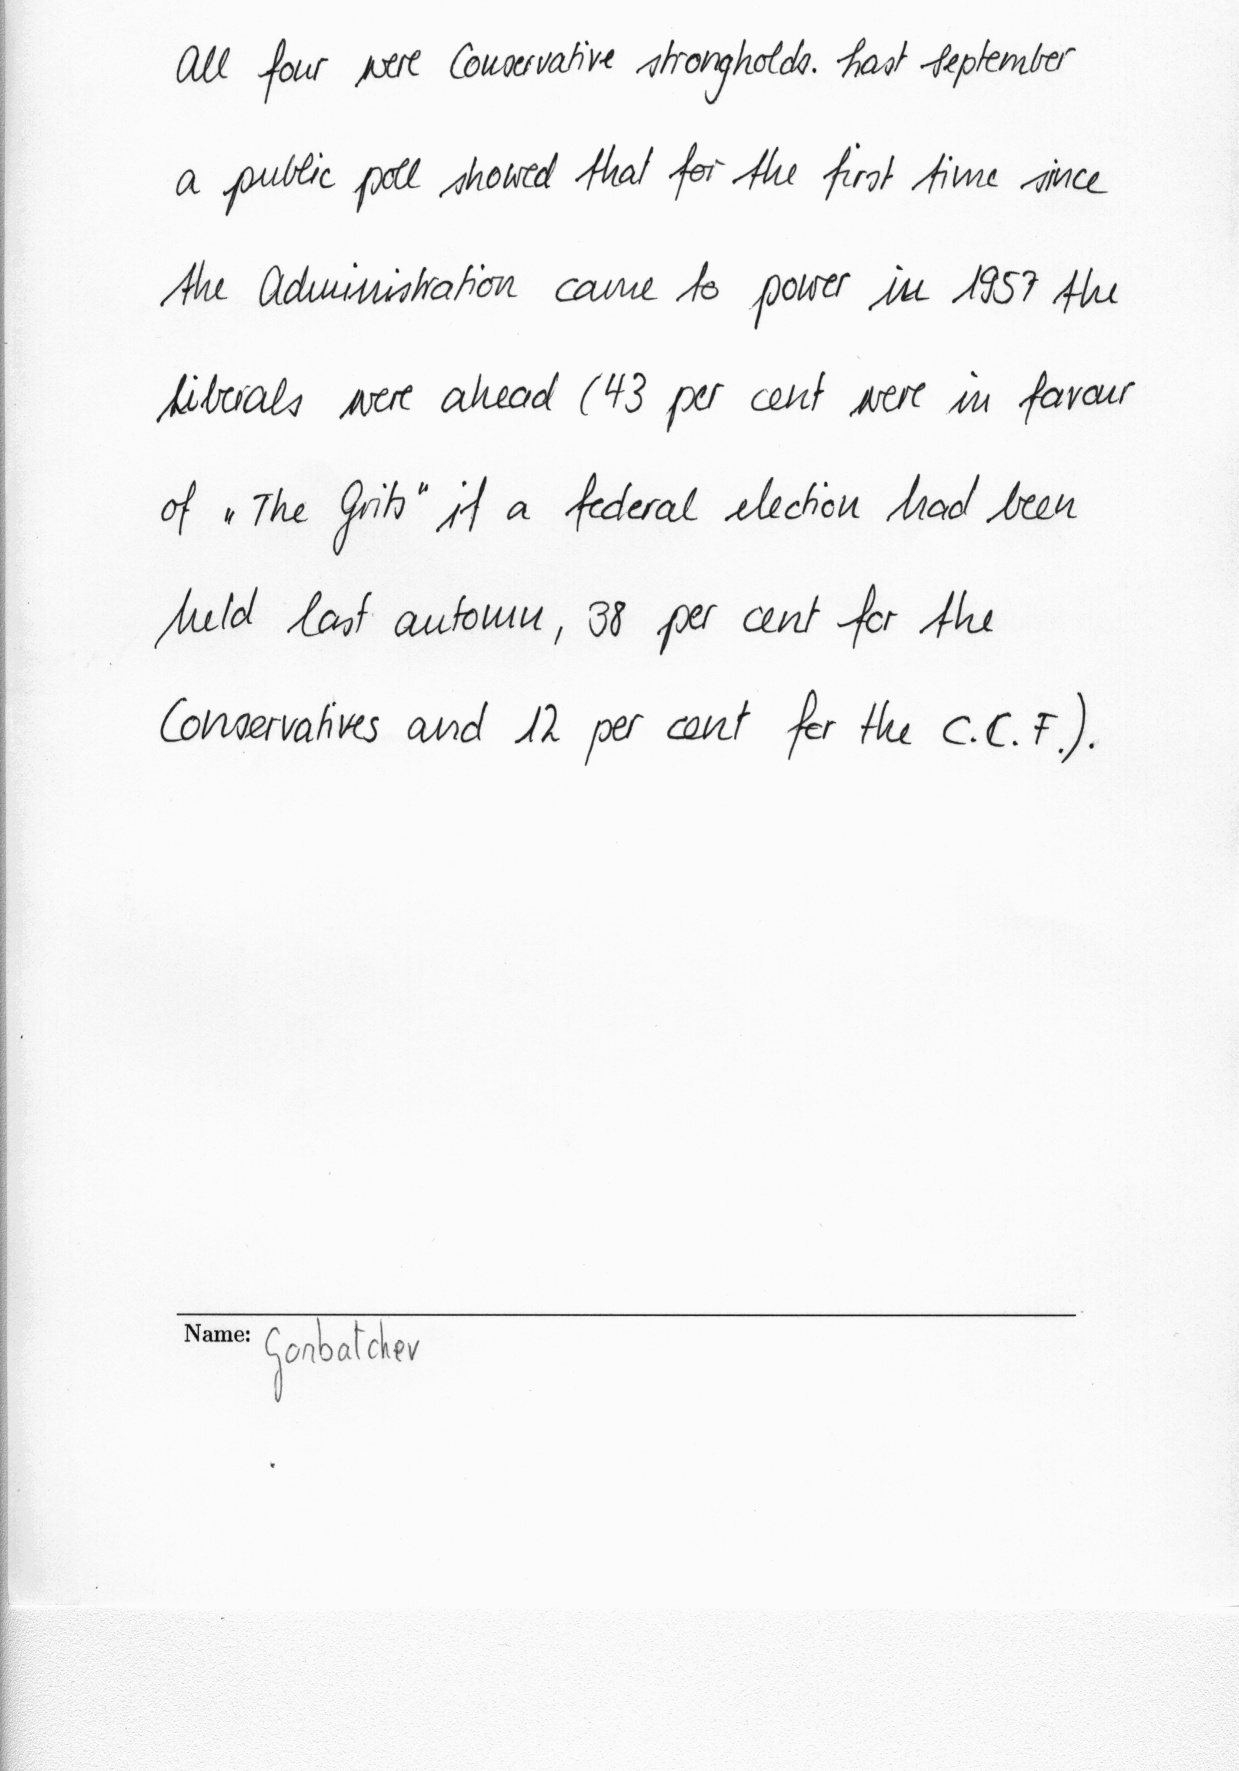 All four were Conservative strongholds. Last September
a public poll showed that for the first time since
the Administration came to power in 1957 the
Liberals were ahead (43 per cent were in favour
of „The Grits“ if a federal election had been
held last automn, 38 per cent for the
Conservatives and 12 per cent for the C.C.F.).
Name: Gorbatchev